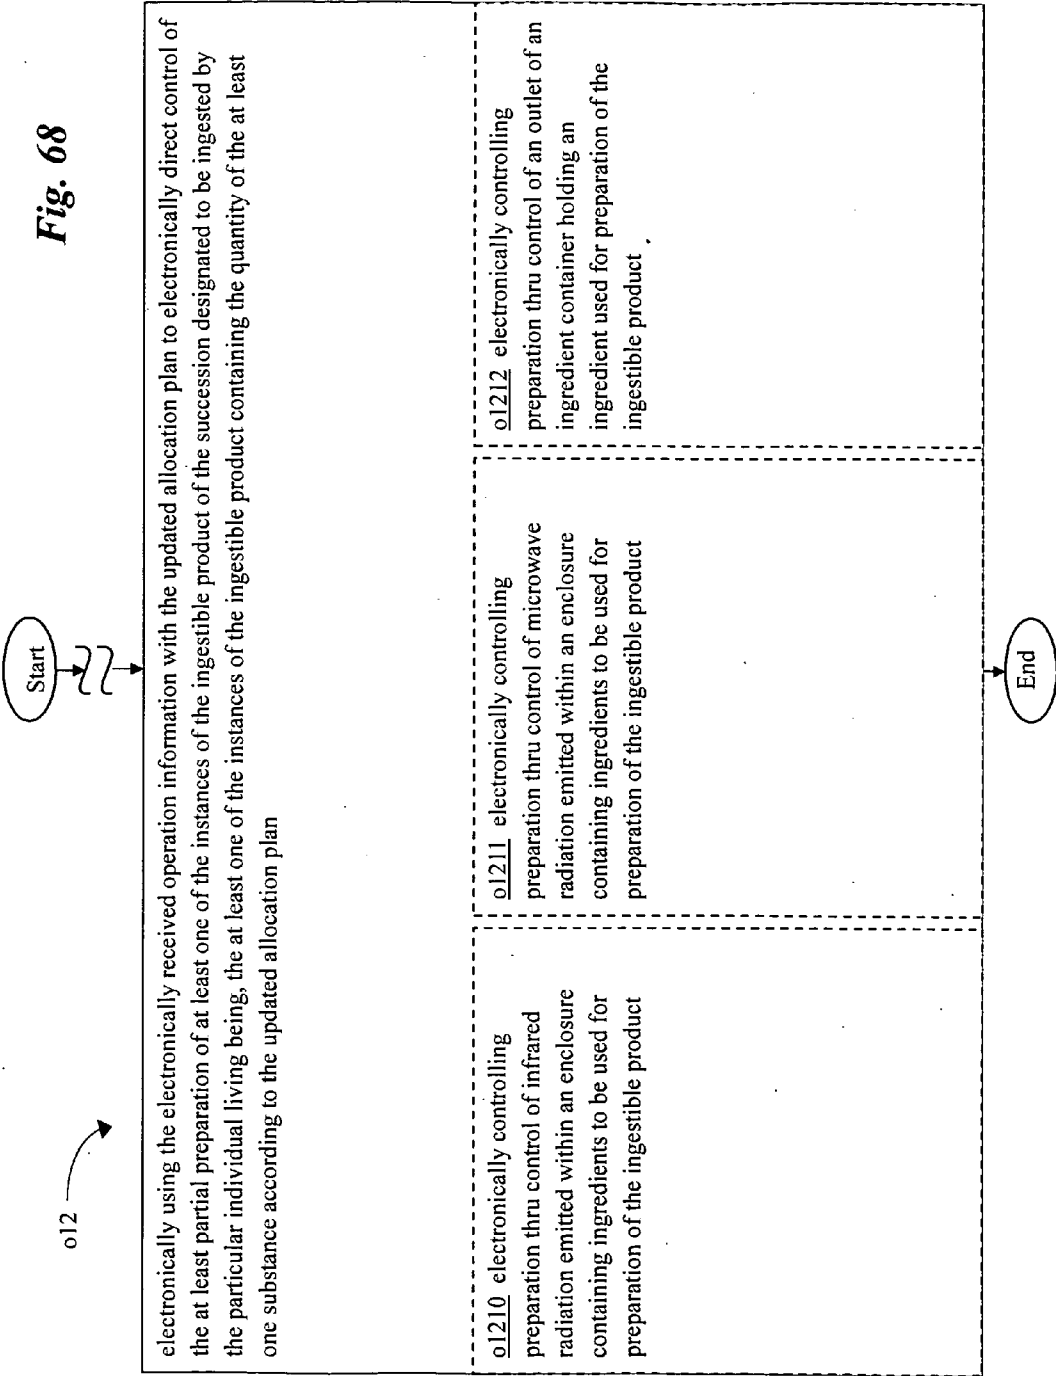 Fig. 68
o12
Start
electronically using the electronically received operation information with the updated allocation plan to electronically direct control of
the at least partial preparation of at least one of the instances of the ingestible product of the succession designated to be ingested by
the particular individual living being, the at least one of the instances of the ingestible product containing the quantity of the at least
one substance according to the updated allocation plan
o1210 electronically controlling
preparation thru control of infrared
radiation emitted within an enclosure
containing ingredients to be used for
preparation of the ingestible product
o1211 electronically controlling
preparation thru control of microwave
radiation emitted within an enclosure
containing ingredients to be used for
preparation of the ingestible product
o1212 electronically controlling
preparation thru control of an outlet of an
ingredient container holding an
ingredient used for preparation of the
ingestible product
End